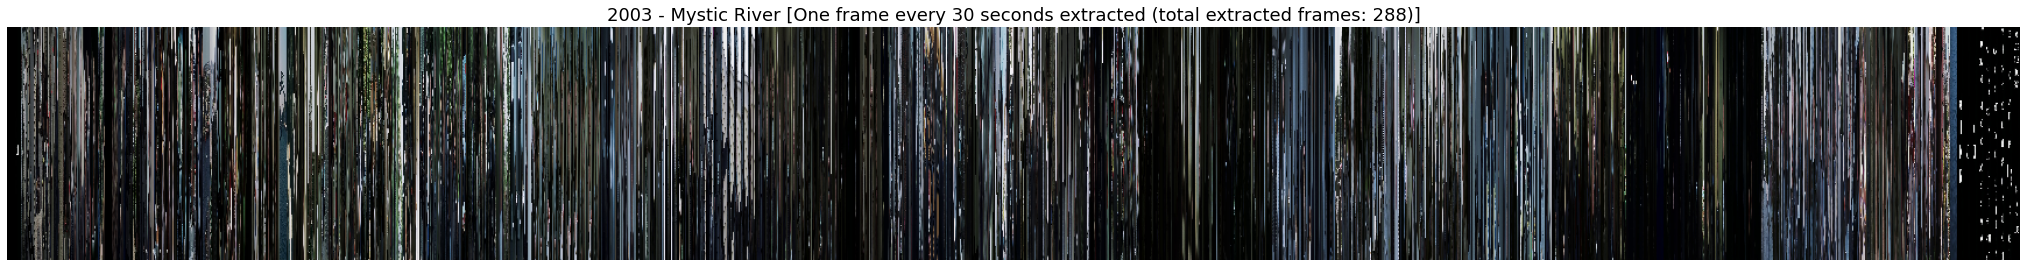 2003 - Mystic River [One frame every 30 seconds extracted (total extracted frames: 288)]